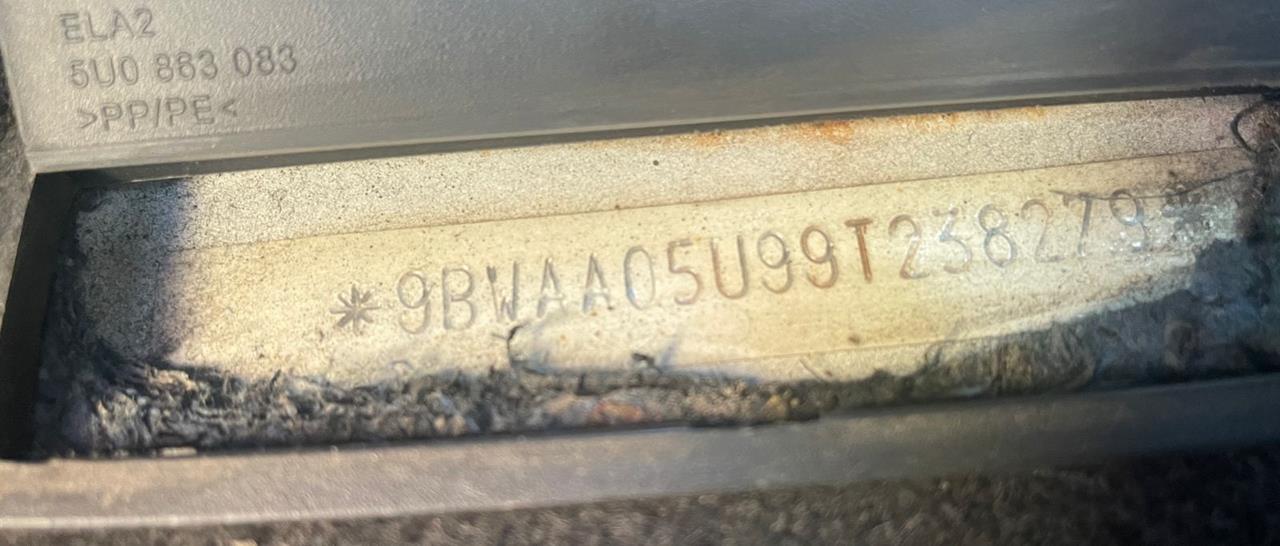 ELA2
5U0 863 083
>PP/PE<
*9BWAA05U99T238279*